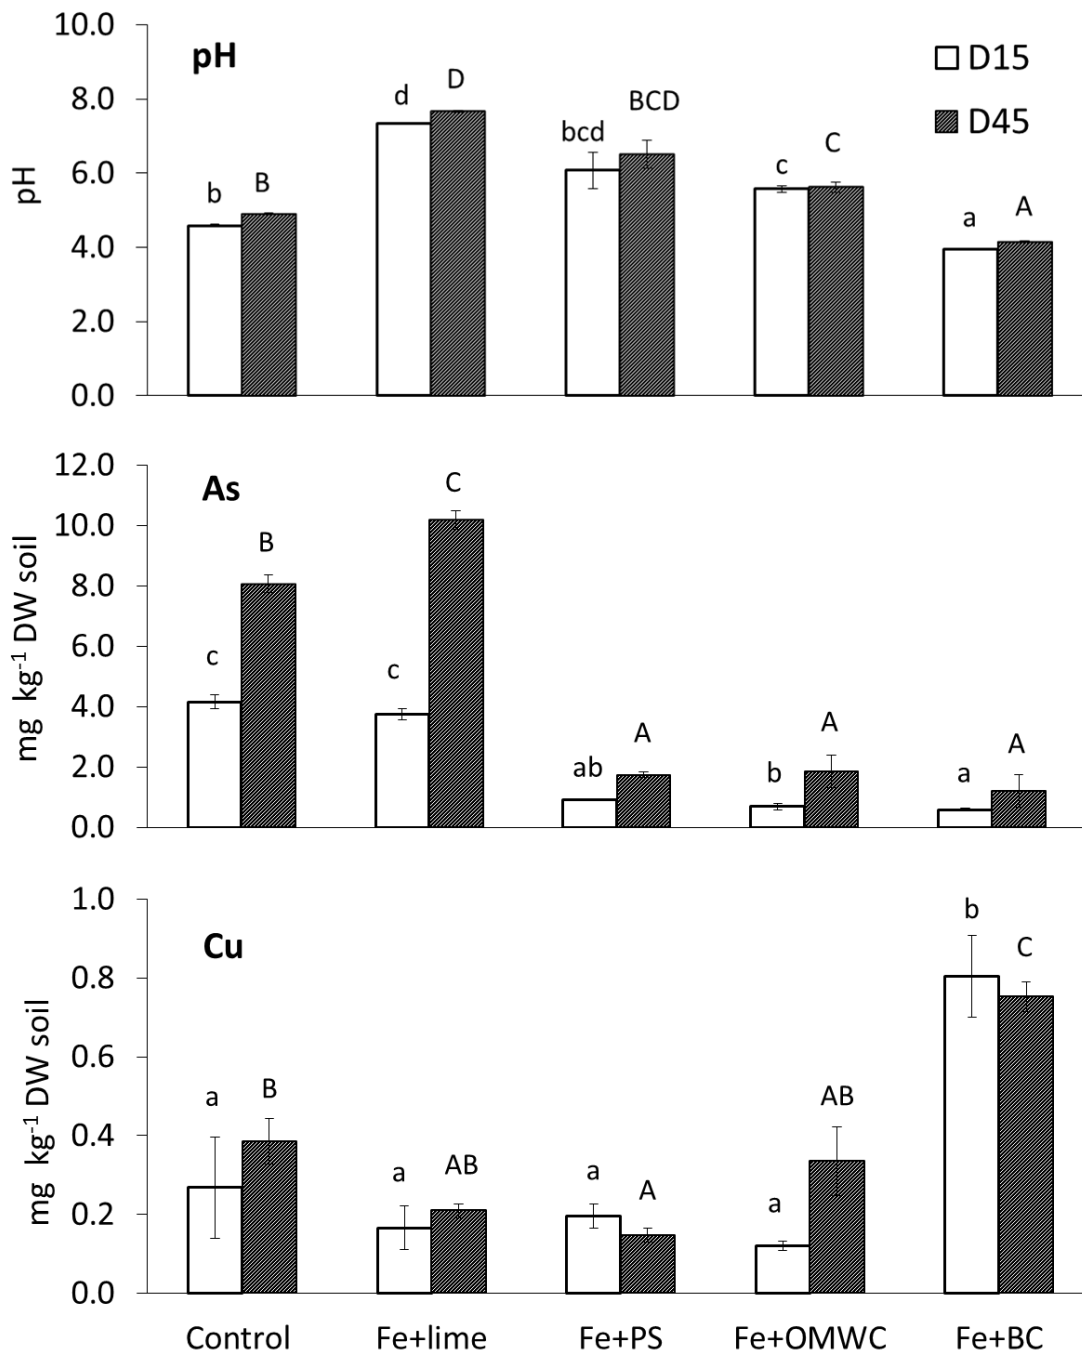 10.0
8.0
6.0
4.0
2.0
0.0
pH
pH
D15
D45
b
B
d
D
bcd
BCD
c
C
a
A
12.0
10.0
8.0
6.0
4.0
2.0
0.0
mg kg⁻¹ DW soil
As
c
B
c
C
ab
A
b
A
a
A
1.0
0.8
0.6
0.4
0.2
0.0
mg kg⁻¹ DW soil
Cu
a
B
a
AB
a
A
a
AB
b
C
Control Fe+lime Fe+PS Fe+OMWC Fe+BC